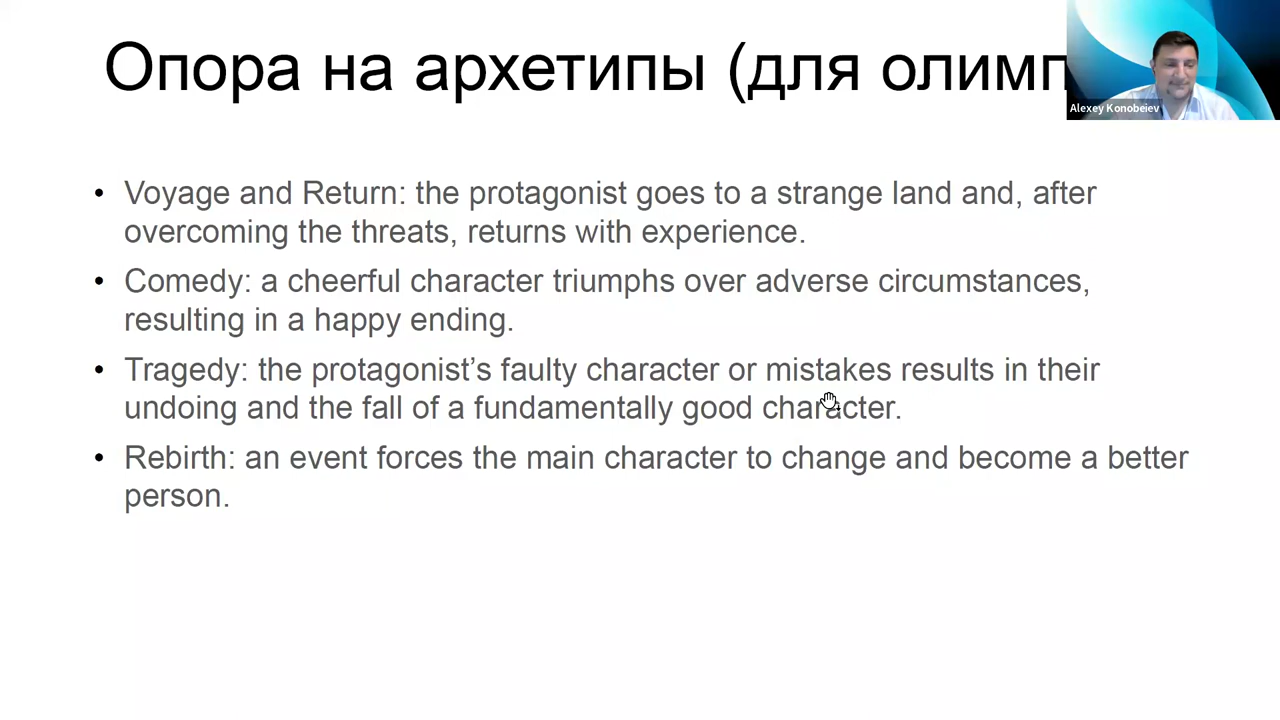 Опора на архетипы (для олимп
Alexey Konobeiev
• Voyage and Return: the protagonist goes to a strange land and, after
overcoming the threats, returns with experience.
• Comedy: a cheerful character triumphs over adverse circumstances,
resulting in a happy ending.
• Tragedy: the protagonist’s faulty character or mistakes results in their
undoing and the fall of a fundamentally good character.
• Rebirth: an event forces the main character to change and become a better
person.